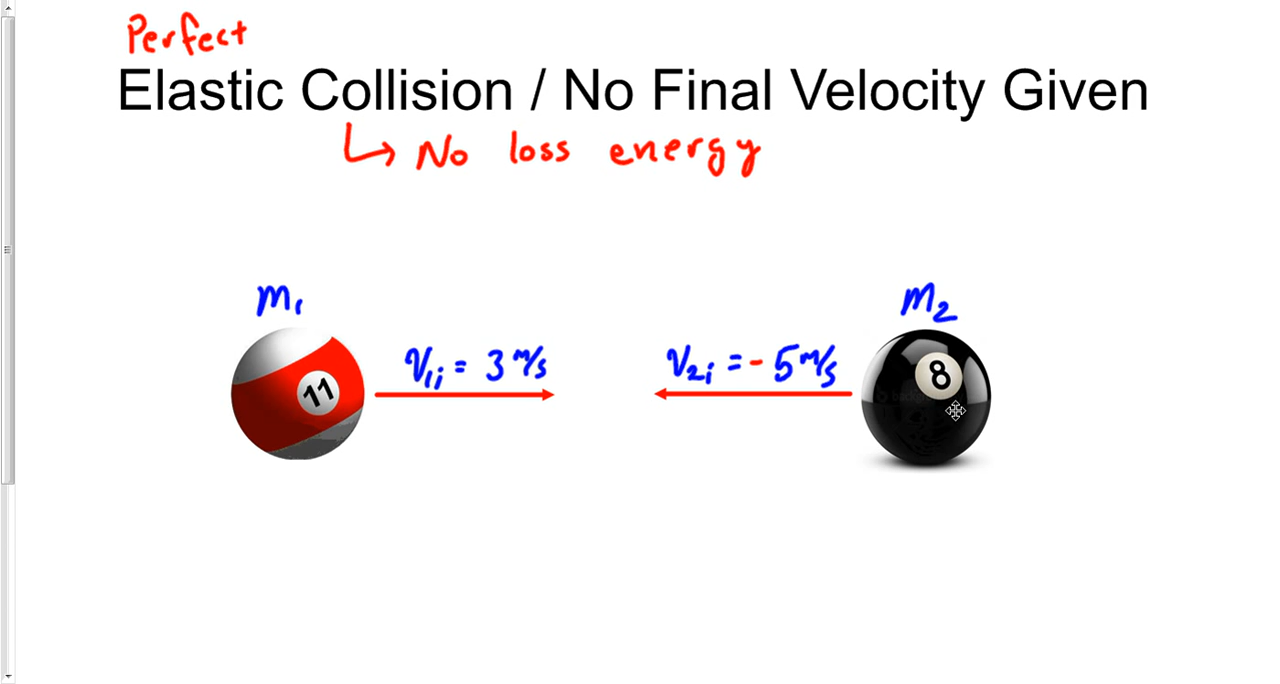 Perfect
Elastic Collision / No Final Velocity Given
↳ No loss energy
m₁ m₂
V₁ᵢ = 3 m/s V₂ᵢ = - 5 m/s
11 8